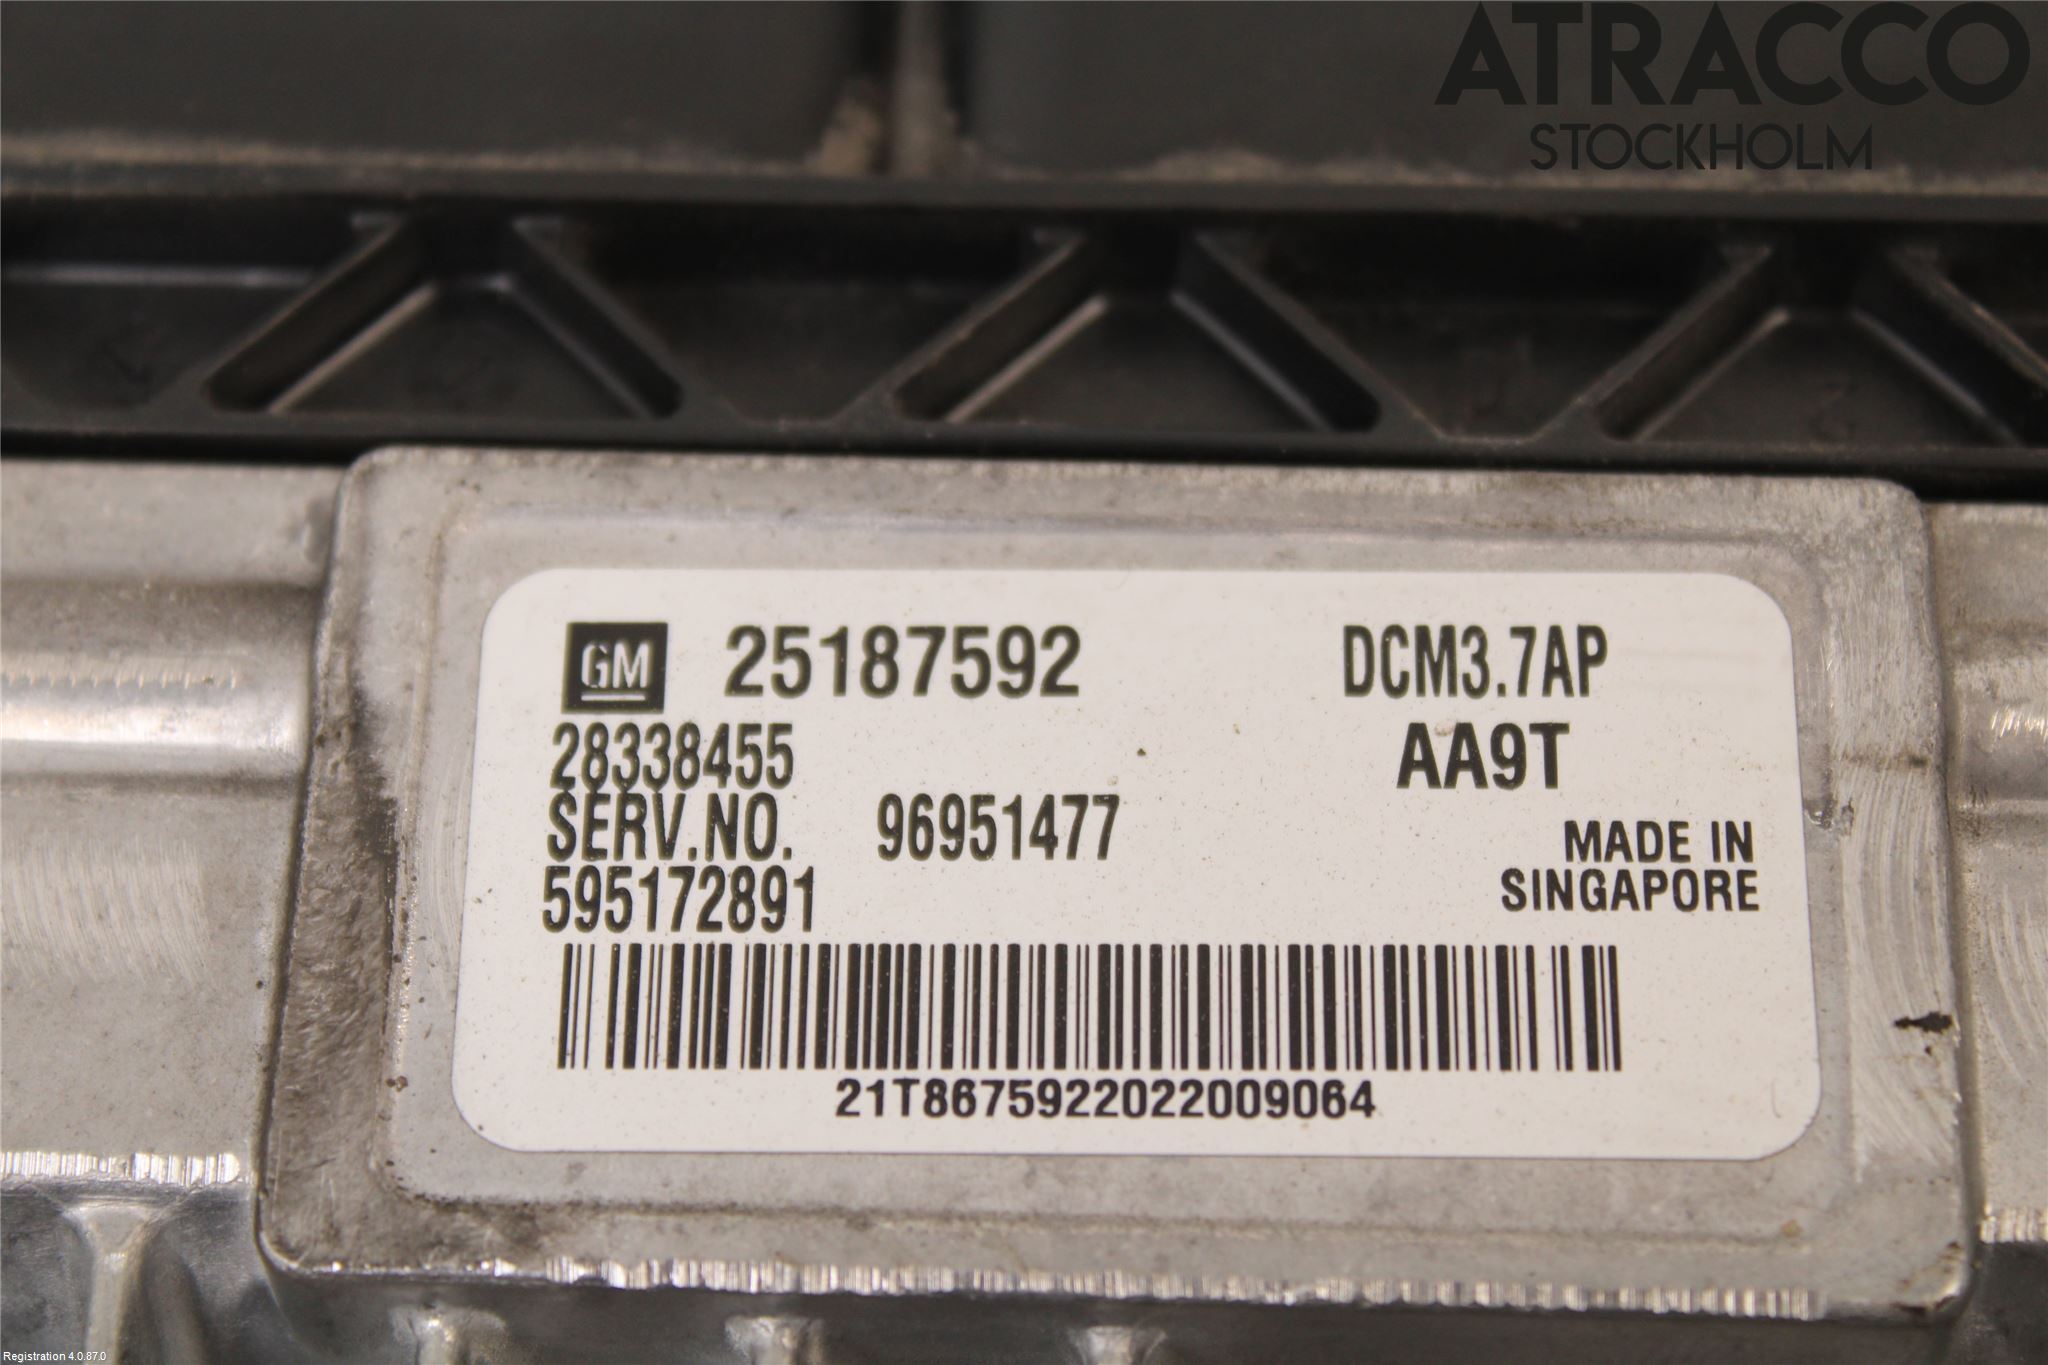 ATRACCO
STOCKHOLM
GM 25187592 DCM3.7AP
28338455 AA9T
SERV.NO. 96951477
MADE IN
595172891 SINGAPORE
21T8675922022009064
Registration 4.0.87.0